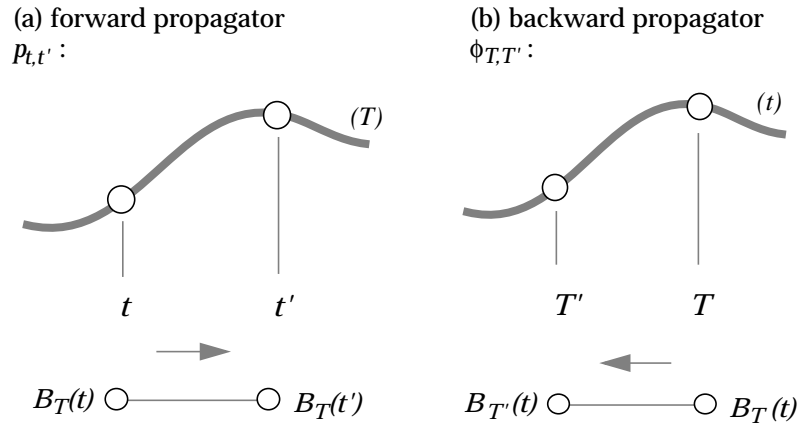 (a) forward propagator
p_{t,t'} :
(T)
t t'
B_T(t) B_T(t')
(b) backward propagator
ϕ_{T,T'} :
(t)
T' T
B_{T'}(t) B_T(t)